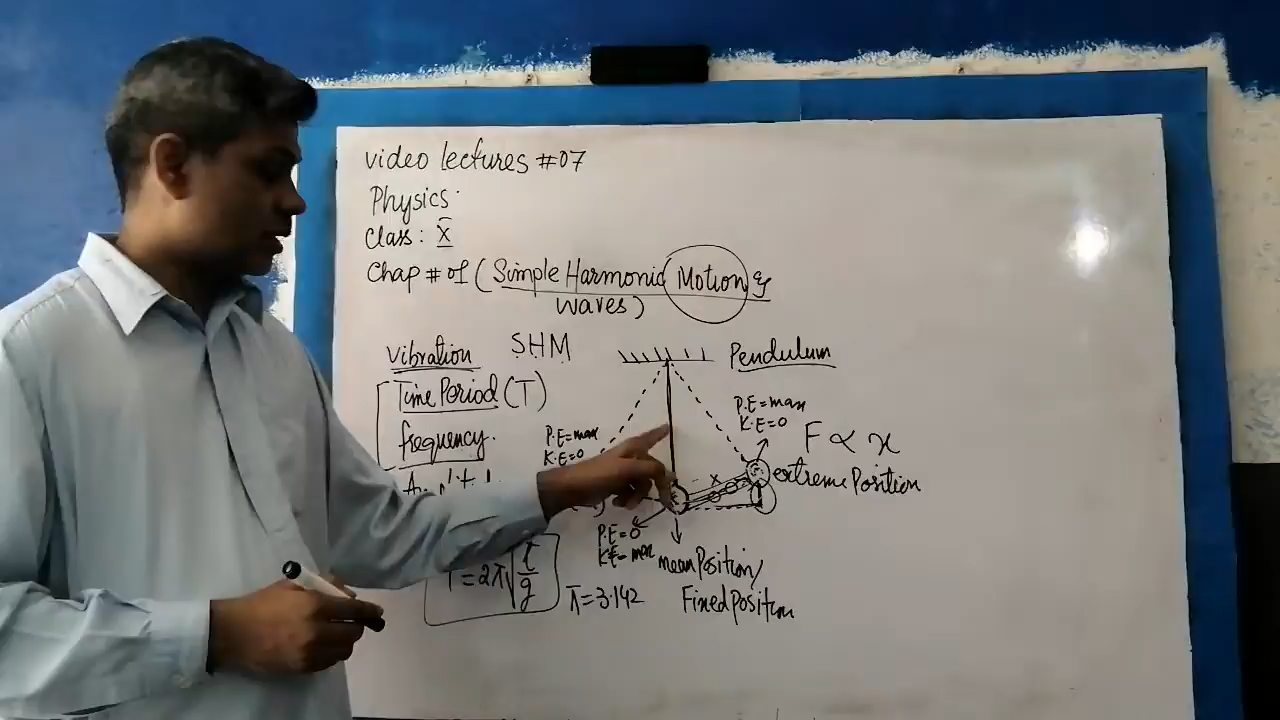 video lectures #07
Physics
Class: X
Chap # 01 (Simple Harmonic Motion &
waves)
Vibration SHM
Pendulum
Time Period (T)
frequency.
P.E=max
K.E=0
P.E=max
K.E=0
F ∝ x
x
extreme Position
P.E=0
K.E=max
mean Position/
Fixed Position
T=2π√l/g
π=3.142